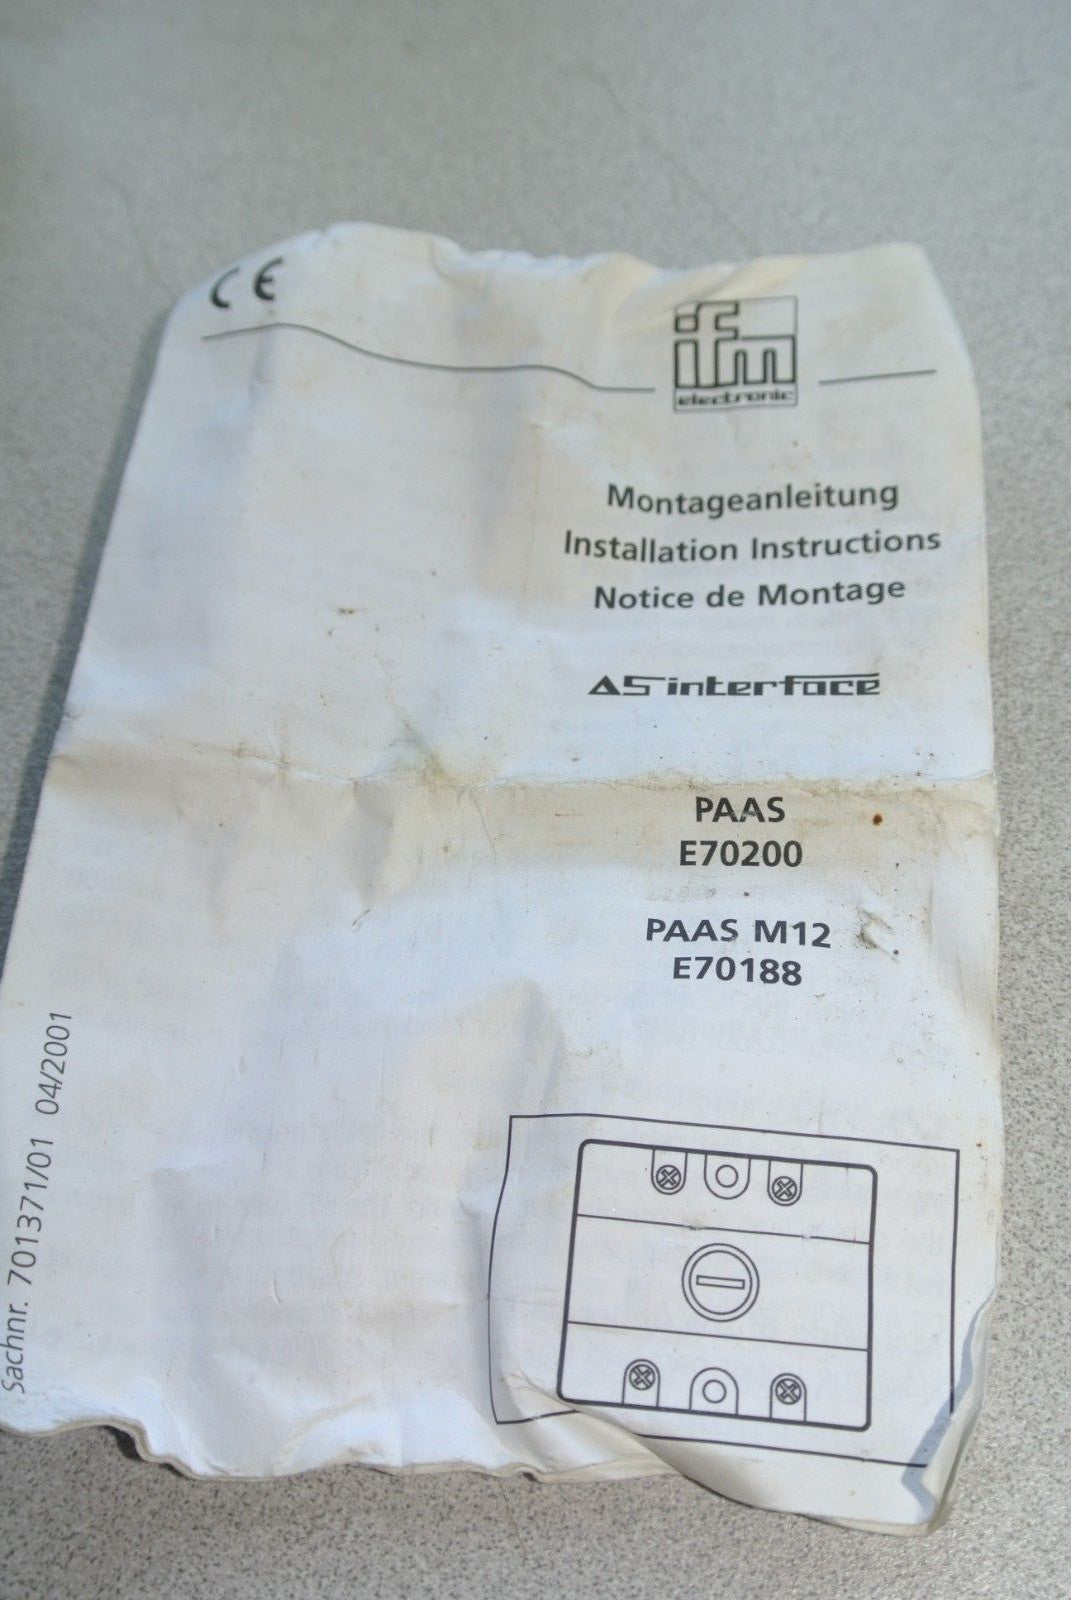 CE
ifm
electronic
Montageanleitung
Installation Instructions
Notice de Montage
AS interface
PAAS
E70200
PAAS M12
E70188
Sachnr. 701371/01 04/2001